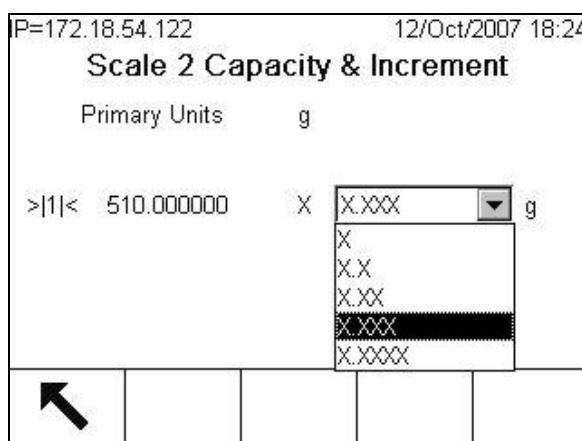 IP=172.18.54.122 12/Oct/2007 18:24
Scale 2 Capacity & Increment
Primary Units g
>|1|< 510.000000 X X.XXX g
X
X.X
X.XX
X.XXX
X.XXXX